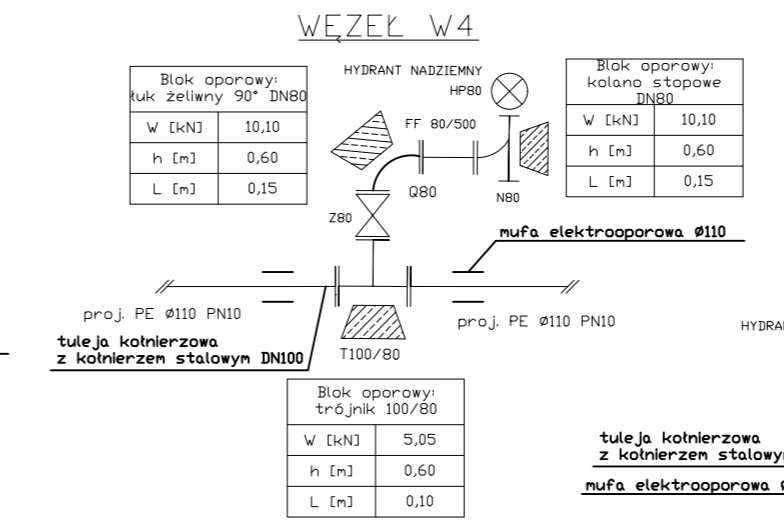 WĘZEŁ W4
Blok oporowy:
łuk żeliwny 90° DN80
W [kN] 10,10
h [m] 0,60
L [m] 0,15
HYDRANT NADZIEMNY
HP80
FF 80/500
Blok oporowy:
kolano stopowe
DN80
W [kN] 10,10
h [m] 0,60
L [m] 0,15
Q80
N80
Z80
mufa elektrooporowa Ø110
proj. PE Ø110 PN10
proj. PE Ø110 PN10
tuleja kołnierzowa
z kołnierzem stalowym DN100
T100/80
Blok oporowy:
trójnik 100/80
W [kN] 5,05
h [m] 0,60
L [m] 0,10
tuleja kołnierzowa
z kołnierzem
mufa elektrooporowa